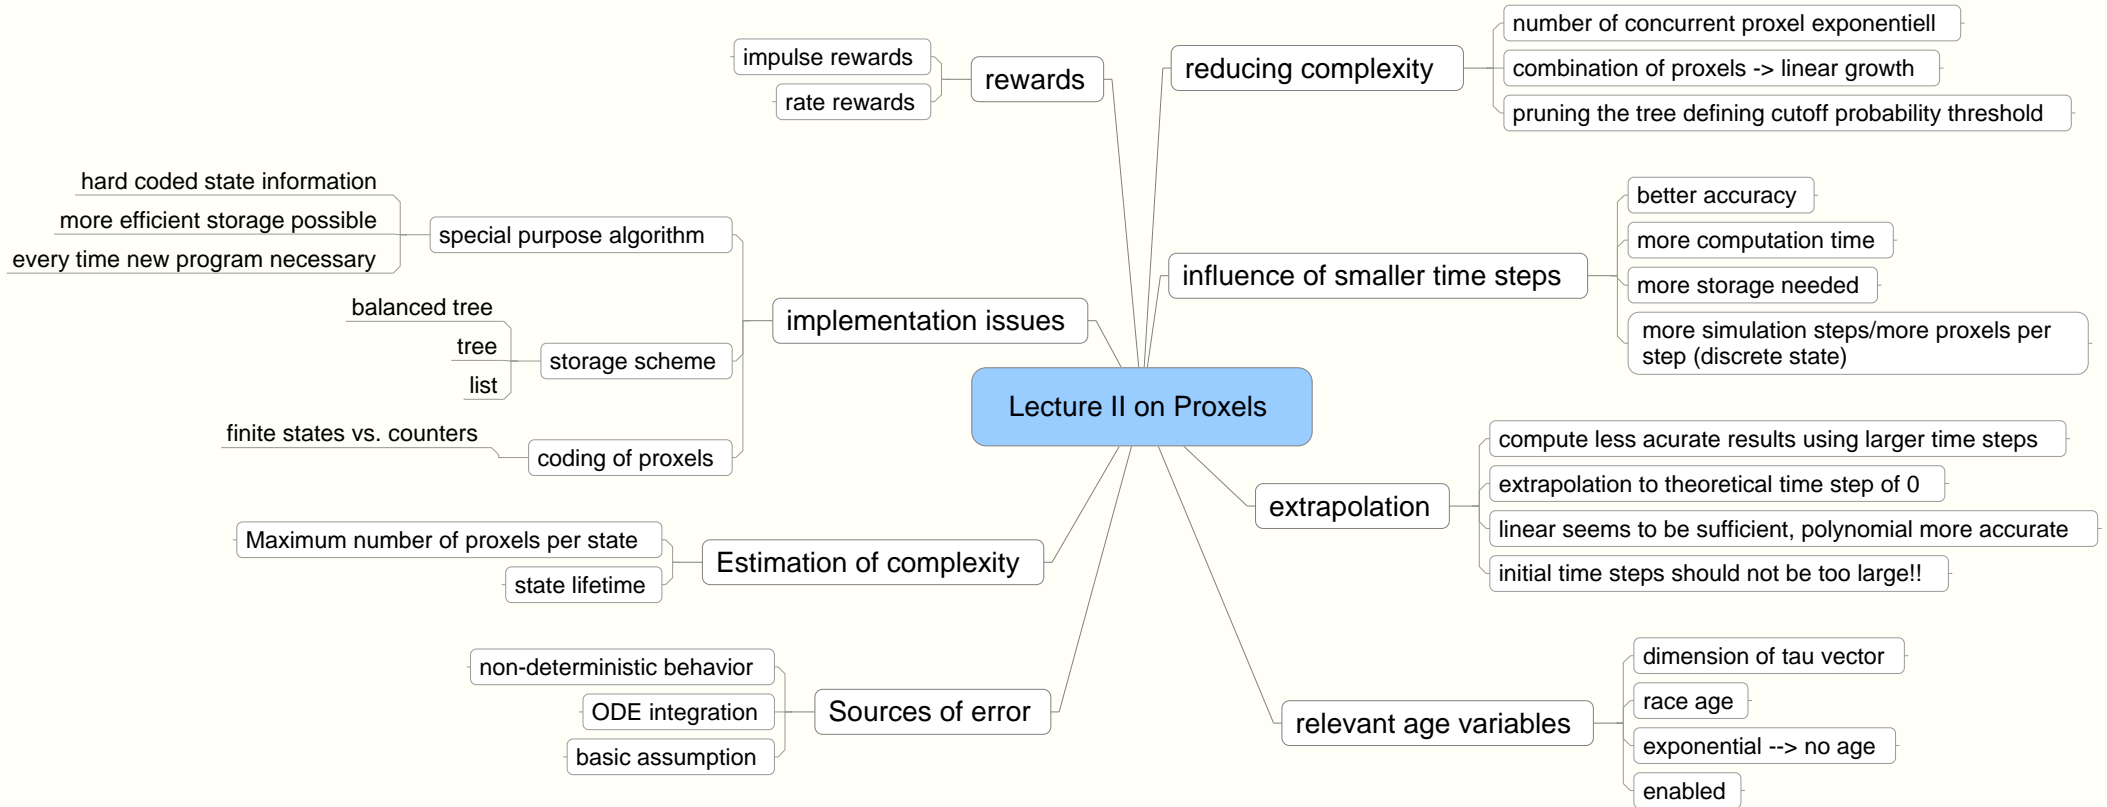 Lecture II on Proxels
reducing complexity
number of concurrent proxel exponentiell
combination of proxels -> linear growth
pruning the tree defining cutoff probability threshold
influence of smaller time steps
better accuracy
more computation time
more storage needed
more simulation steps/more proxels per
step (discrete state)
extrapolation
compute less acurate results using larger time steps
extrapolation to theoretical time step of 0
linear seems to be sufficient, polynomial more accurate
initial time steps should not be too large!!
relevant age variables
dimension of tau vector
race age
exponential --> no age
enabled
rewards
impulse rewards
rate rewards
implementation issues
special purpose algorithm
hard coded state information
more efficient storage possible
every time new program necessary
storage scheme
balanced tree
tree
list
coding of proxels
finite states vs. counters
Estimation of complexity
Maximum number of proxels per state
state lifetime
Sources of error
non-deterministic behavior
ODE integration
basic assumption